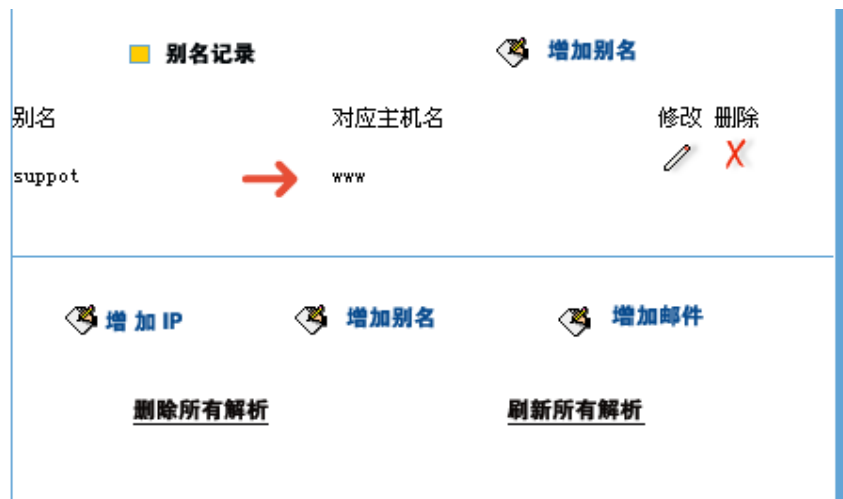 别名记录 增加别名
别名 对应主机名 修改 删除
suppot www
增 加 IP 增加别名 增加邮件
删除所有解析 刷新所有解析